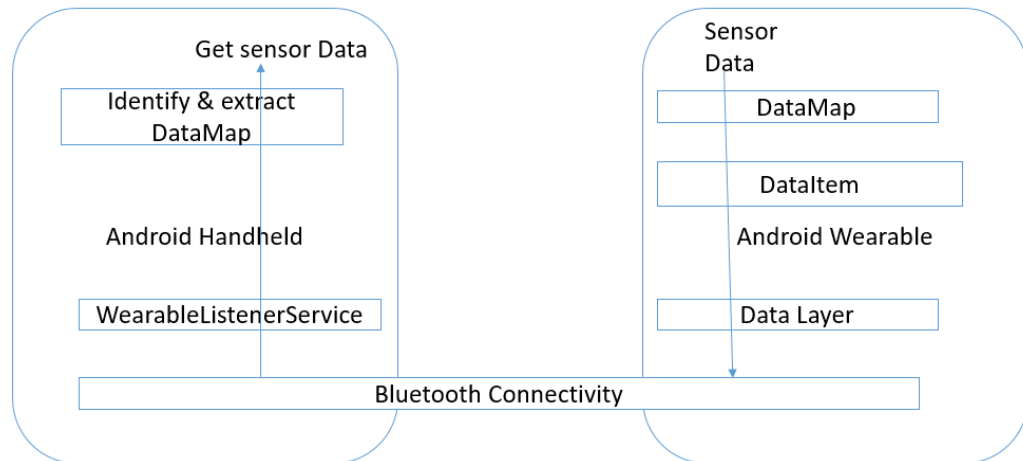 Get sensor Data
Identify & extract
DataMap
Android Handheld
WearableListenerService
Sensor
Data
DataMap
DataItem
Android Wearable
Data Layer
Bluetooth Connectivity